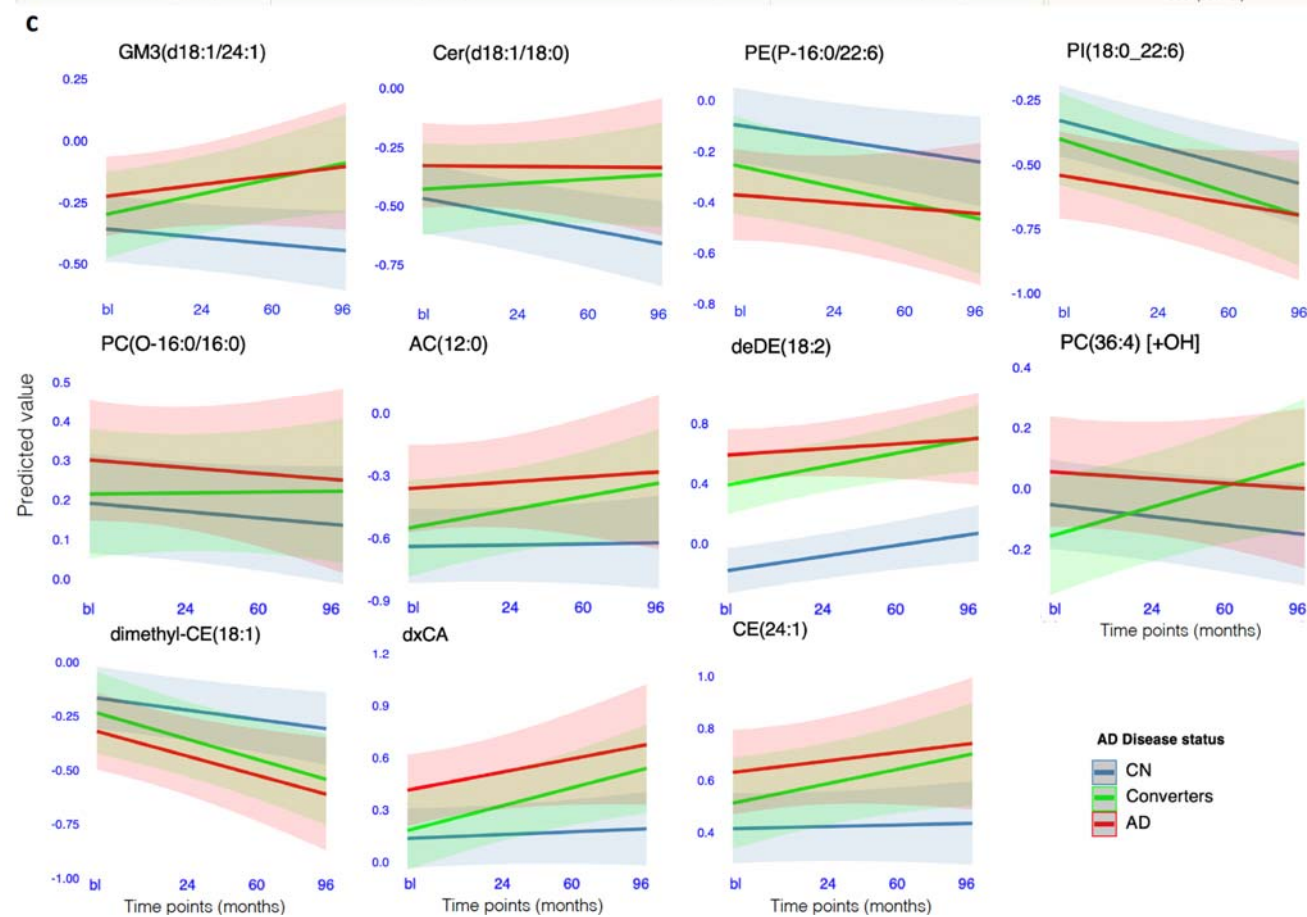 c
GM3(d18:1/24:1)
Cer(d18:1/18:0)
PE(P-16:0/22:6)
PI(18:0_22:6)
0.25
0.00
-0.25
-0.50
bl 24 60 96
0.00
-0.25
-0.50
-0.75
bl 24 60 96
0.0
-0.2
-0.4
-0.6
-0.8
bl 24 60 96
-0.25
-0.50
-0.75
-1.00
bl 24 60 96
Predicted value
PC(O-16:0/16:0)
AC(12:0)
deDE(18:2)
PC(36:4) [+OH]
0.5
0.4
0.3
0.2
0.1
0.0
bl 24 60 96
0.0
-0.3
-0.6
-0.9
bl 24 60 96
0.8
0.4
0.0
bl 24 60 96
0.4
0.2
0.0
-0.2
bl 24 60 96
Time points (months)
dimethyl-CE(18:1)
dxCA
CE(24:1)
0.00
-0.25
-0.50
-0.75
-1.00
bl 24 60 96
Time points (months)
1.2
0.9
0.6
0.3
0.0
bl 24 60 96
Time points (months)
1.0
0.8
0.6
0.4
bl 24 60 96
Time points (months)
AD Disease status
CN
Converters
AD